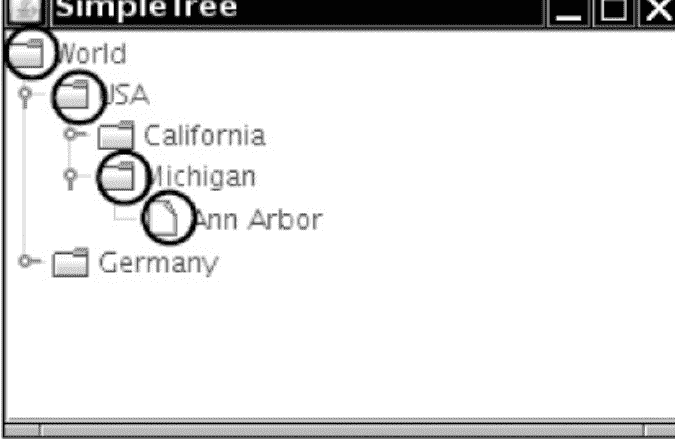 SimpleTree
World
USA
California
Michigan
Ann Arbor
Germany